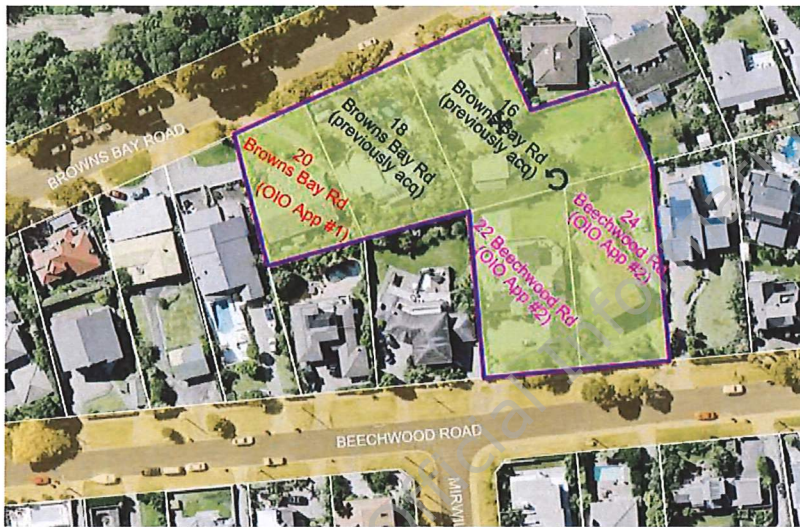 BROWNS BAY ROAD
20
Browns Bay Rd
(OIO App #1)
18
Browns Bay Rd
(previously acq)
16
Browns Bay Rd
(previously acq)
22 Beechwood Rd
(OIO App #2)
24
Beechwood Rd
(OIO App #2)
BEECHWOOD ROAD